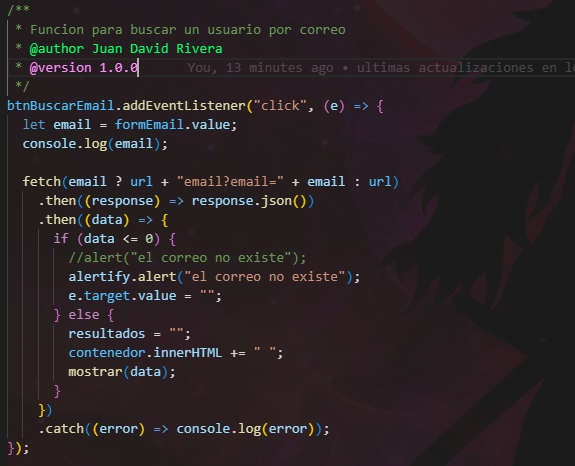 /**
 * Funcion para buscar un usuario por correo
 * @author Juan David Rivera
 * @version 1.0.0 You, 13 minutes ago • ultimas actualizaciones en
 */
btnBuscarEmail.addEventListener("click", (e) => {
  let email = formEmail.value;
  console.log(email);

  fetch(email ? url + "email?email=" + email : url)
    .then((response) => response.json())
    .then((data) => {
      if (data <= 0) {
        //alert("el correo no existe");
        alertify.alert("el correo no existe");
        e.target.value = "";
      } else {
        resultados = "";
        contenedor.innerHTML += " ";
        mostrar(data);
      }
    })
    .catch((error) => console.log(error));
});